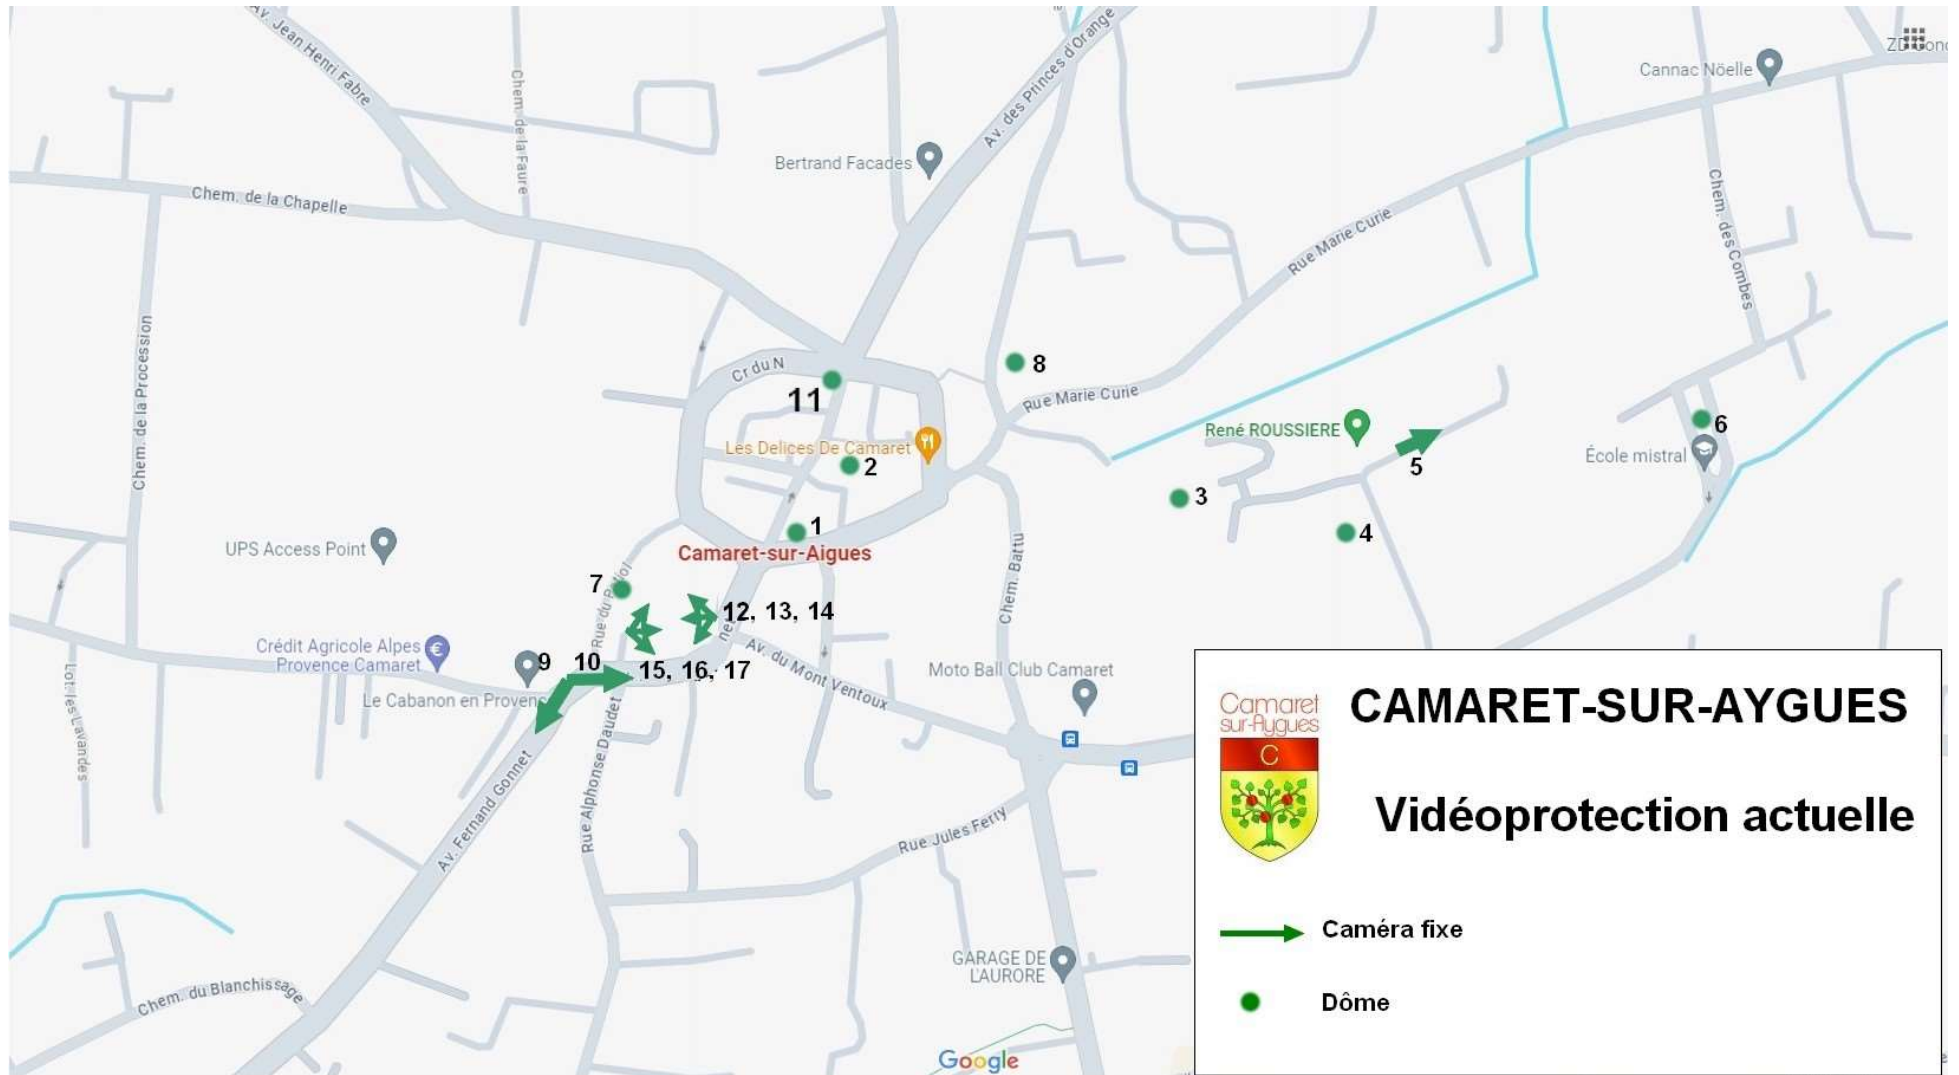 Av. Jean Henri Fabre
Chem. de la Faure
Av. des Princes d'Orange
Cannac Nöelle
Bertrand Facades
Chem. de la Chapelle
Chem. des Combes
Rue Marie Curie
Chem. de la Procession
Cr du N
8
11
Rue Marie Curie
René ROUSSIERE
Les Delices De Camaret
2
5
6
École mistral
3
1
4
UPS Access Point
Camaret-sur-Aigues
Chem. Battu
7
12, 13, 14
Crédit Agricole Alpes
Provence Camaret
9
10
15, 16, 17
Av. du Mont Ventoux
Moto Ball Club Camaret
Lot. les Lavandes
Le Cabanon en Provenc
Rue Alphonse Daudet
Av. Fernand Gonnet
Rue Jules Ferry
GARAGE DE
L'AURORE
Chem. du Blanchissage
Google
Camaret
sur-Aygues
C
CAMARET-SUR-AYGUES
Vidéoprotection actuelle
Caméra fixe
Dôme